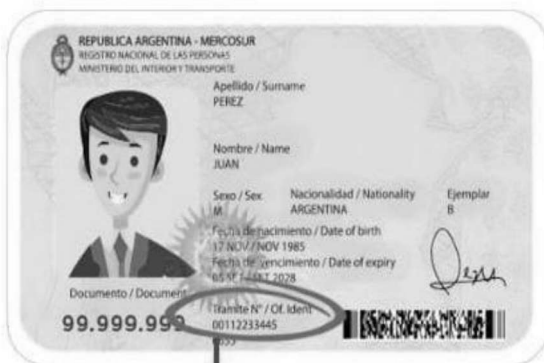 REPUBLICA ARGENTINA - MERCOSUR
REGISTRO NACIONAL DE LAS PERSONAS
MINISTERIO DEL INTERIOR Y TRANSPORTE
Apellido / Surname
PEREZ
Nombre / Name
JUAN
Sexo / Sex Nacionalidad / Nationality Ejemplar
M ARGENTINA B
Fecha de nacimiento / Date of birth
17 NOV / NOV 1985
Fecha de vencimiento / Date of expiry
2028
Documento / Document
99.999.999
Tramite N° / Of. Ident
00112233445